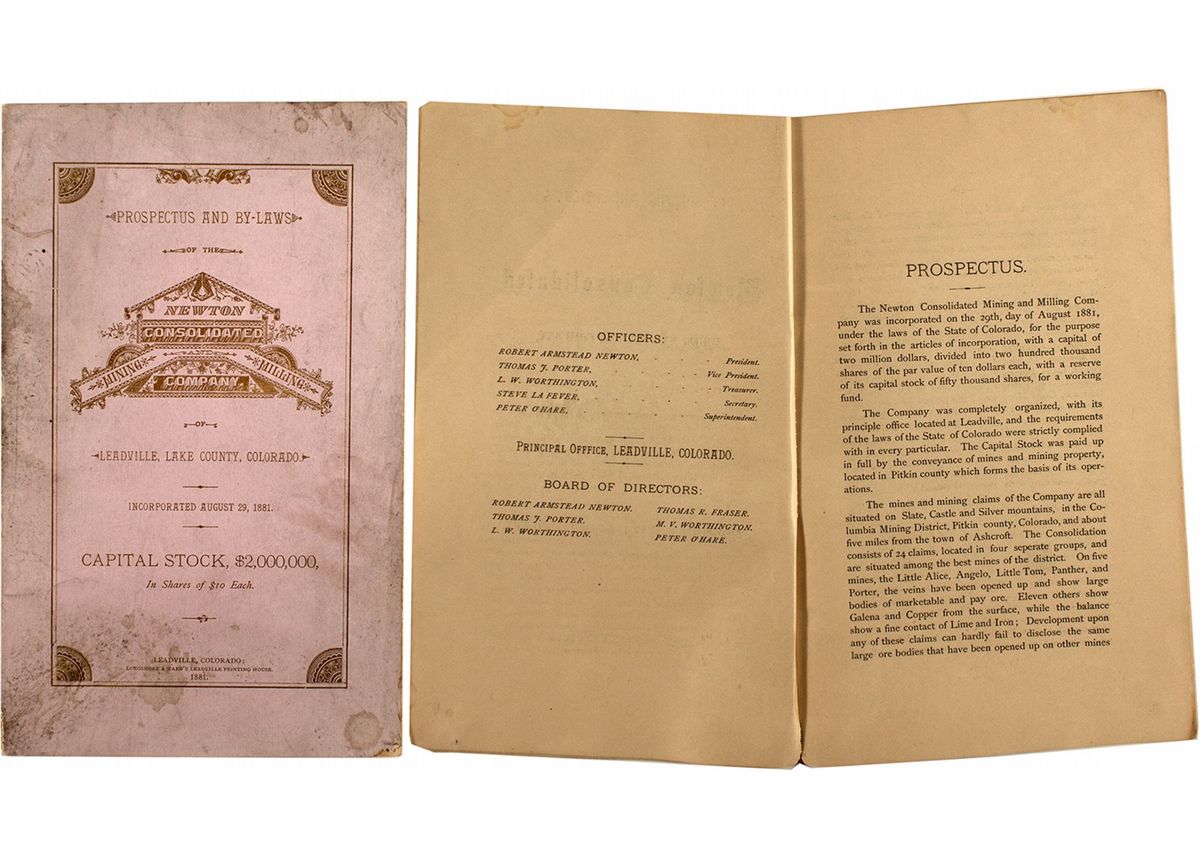 PROSPECTUS AND BY-LAWS
OF THE
NEWTON
CONSOLIDATED
AND
MINING MILLING
COMPANY
OF
LEADVILLE, LAKE COUNTY, COLORADO.
INCORPORATED AUGUST 29, 1881.
CAPITAL STOCK, $2,000,000,
In Shares of $10 Each.
LEADVILLE, COLORADO:
LONGSHORE & WARD'S LEADVILLE PRINTING HOUSE.
1881.
OFFICERS:
ROBERT ARMSTEAD NEWTON, . . . President.
THOMAS J. PORTER, . . . . . Vice President.
L. W. WORTHINGTON, . . . . . Treasurer.
STEVE LA FEVER, . . . . . Secretary.
PETER O'HARE, . . . . . Superintendent.
PRINCIPAL OFFFICE, LEADVILLE, COLORADO.
BOARD OF DIRECTORS:
ROBERT ARMSTEAD NEWTON. THOMAS R. FRASER.
THOMAS J. PORTER. M. V. WORTHINGTON.
L. W. WORTHINGTON. PETER O'HARE.
PROSPECTUS.
The Newton Consolidated Mining and Milling Com-
pany was incorporated on the 29th, day of August 1881,
under the laws of the State of Colorado, for the purpose
set forth in the articles of incorporation, with a capital of
two million dollars, divided into two hundred thousand
shares of the par value of ten dollars each, with a reserve
of its capital stock of fifty thousand shares, for a working
fund.
The Company was completely organized, with its
principle office located at Leadville, and the requirements
of the laws of the State of Colorado were strictly complied
with in every particular. The Capital Stock was paid up
in full by the conveyance of mines and mining property,
located in Pitkin county which forms the basis of its oper-
ations.
The mines and mining claims of the Company are all
situated on Slate, Castle and Silver mountains, in the Co-
lumbia Mining District, Pitkin county, Colorado, and about
five miles from the town of Ashcroft. The Consolidation
consists of 24 claims, located in four seperate groups, and
are situated among the best mines of the district. On five
mines, the Little Alice, Angelo, Little Tom, Panther, and
Porter, the veins have been opened up and show large
bodies of marketable and pay ore. Eleven others show
Galena and Copper from the surface, while the balance
show a fine contact of Lime and Iron; Development upon
any of these claims can hardly fail to disclose the same
large ore bodies that have been opened up on other mines